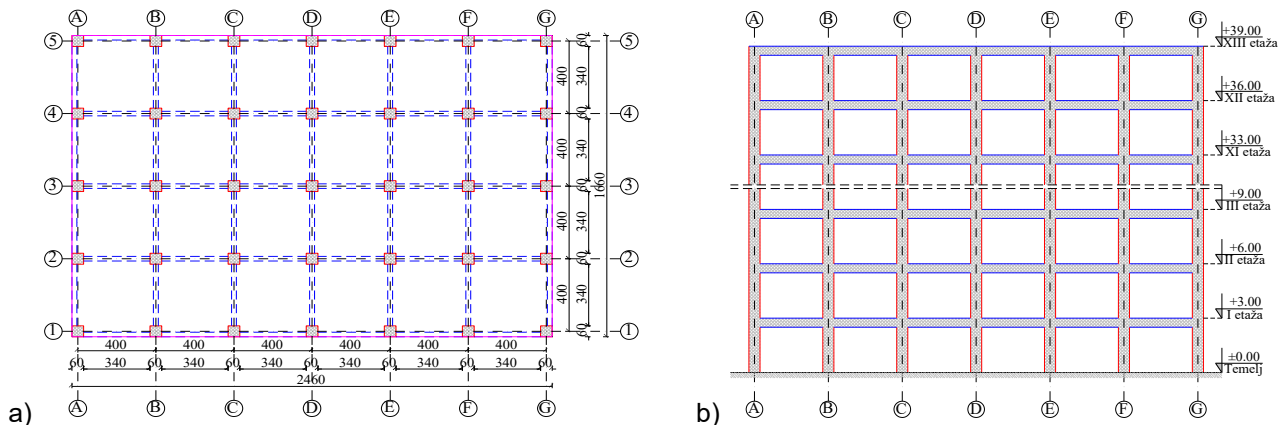 A B C D E F G
5 5
4 4
3 3
2 2
1 1
60
400 340
60
400 340
60
1660
400 340
60
400 340
60
400 400 400 400 400 400
60 340 60 340 60 340 60 340 60 340 60 340 60
2460
A B C D E F G
a)
A B C D E F G
+39.00
XIII etaža
+36.00
XII etaža
+33.00
XI etaža
+9.00
III etaža
+6.00
II etaža
+3.00
I etaža
±0.00
Temelj
A B C D E F G
b)